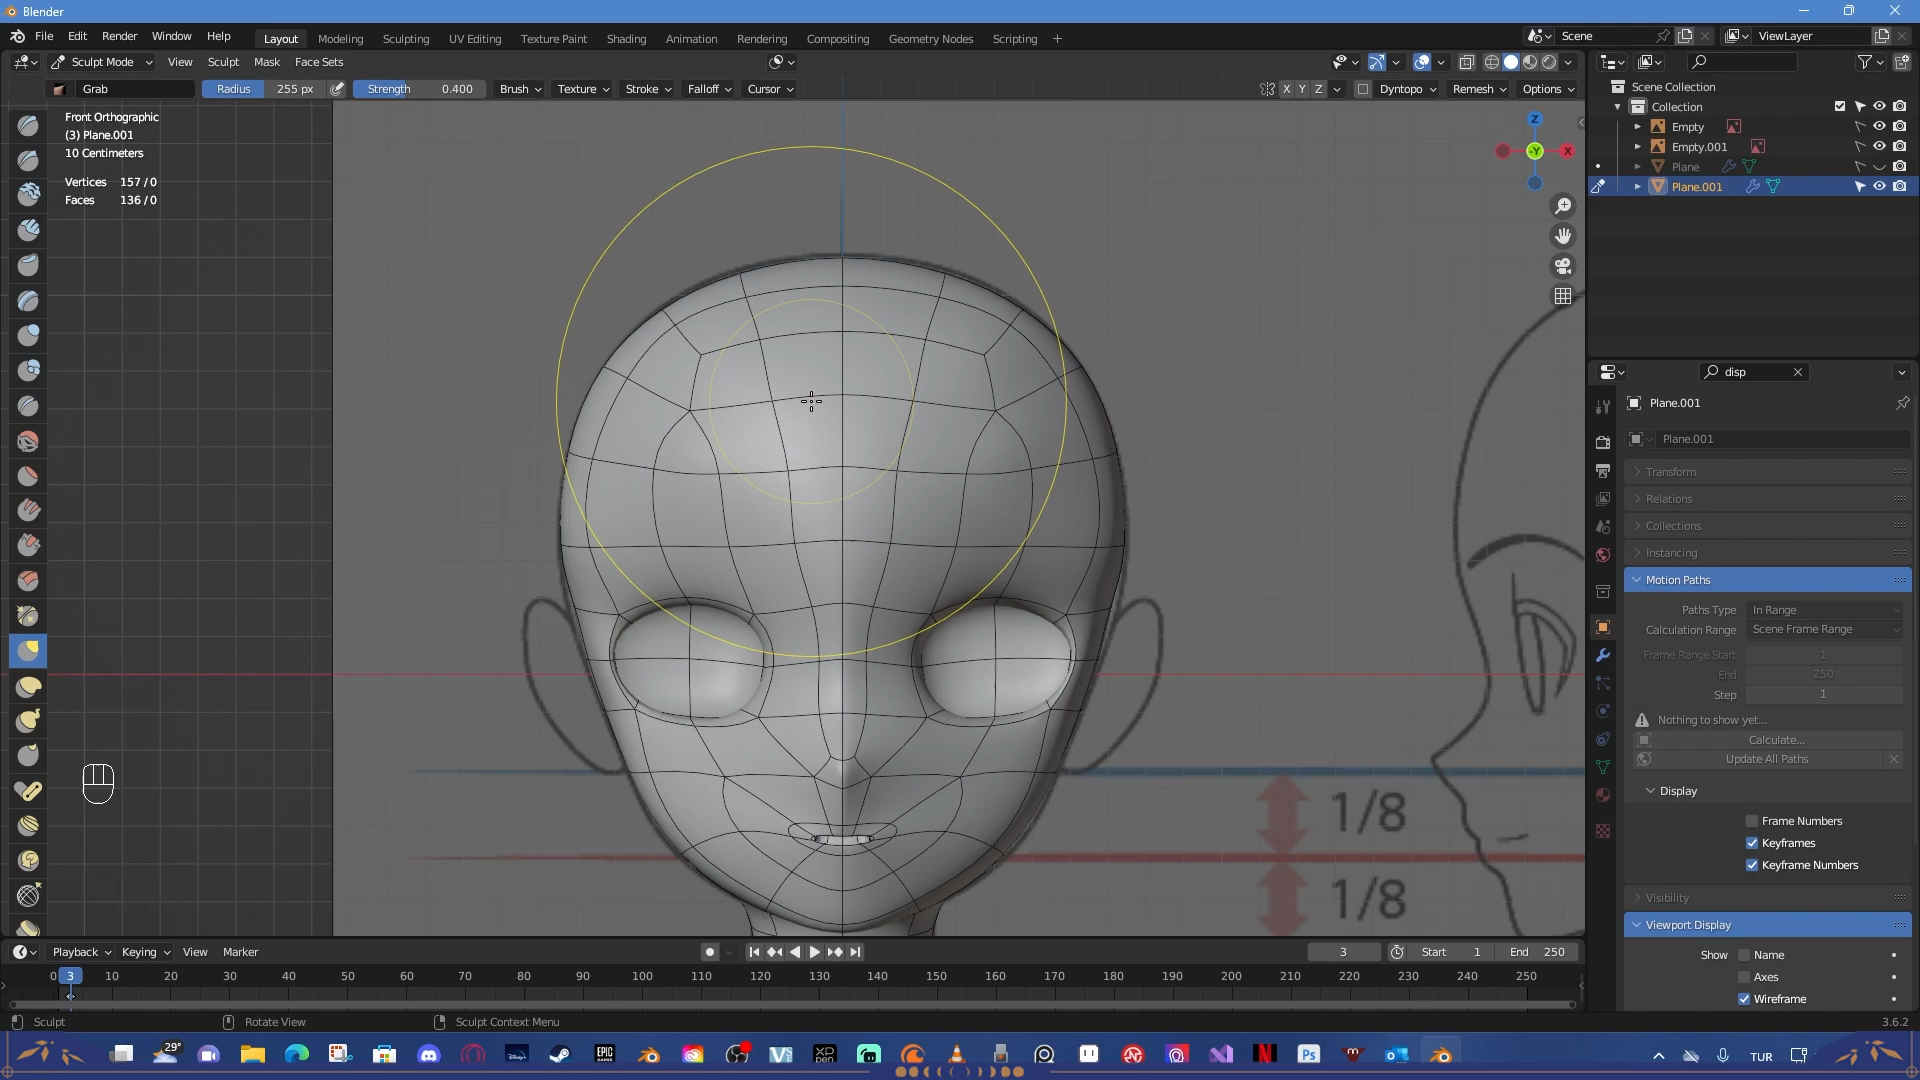 Blender
File Edit Render Window Help
Layout Modeling Sculpting UV Editing Texture Paint Shading Animation Rendering Compositing Geometry Nodes Scripting +
Scene
ViewLayer
Sculpt Mode View Sculpt Mask Face Sets
Grab Radius 255 px Strength 0.400 Brush Texture Stroke Falloff Cursor
X Y Z Dyntopo Remesh Options
Front Orthographic
(3) Plane.001
10 Centimeters
Vertices 157/0
Faces 136/0
Z
-Y
X
1/8
1/8
Scene Collection
Collection
Empty
Empty.001
Plane
Plane.001
disp
Plane.001
Plane.001
Transform
Relations
Collections
Instancing
Motion Paths
Paths Type In Range
Calculation Range Scene Frame Range
Frame Range Start 1
End 250
Step 1
Nothing to show yet...
Calculate...
Update All Paths
Display
Frame Numbers
Keyframes
Keyframe Numbers
Visibility
Viewport Display
Show Name
Axes
Wireframe
Playback Keying View Marker
3 Start 1 End 250
0 3 10 20 30 40 50 60 70 80 90 100 110 120 130 140 150 160 170 180 190 200 210 220 230 240 250
Sculpt Rotate View Sculpt Context Menu
3.6.2
29°
TUR